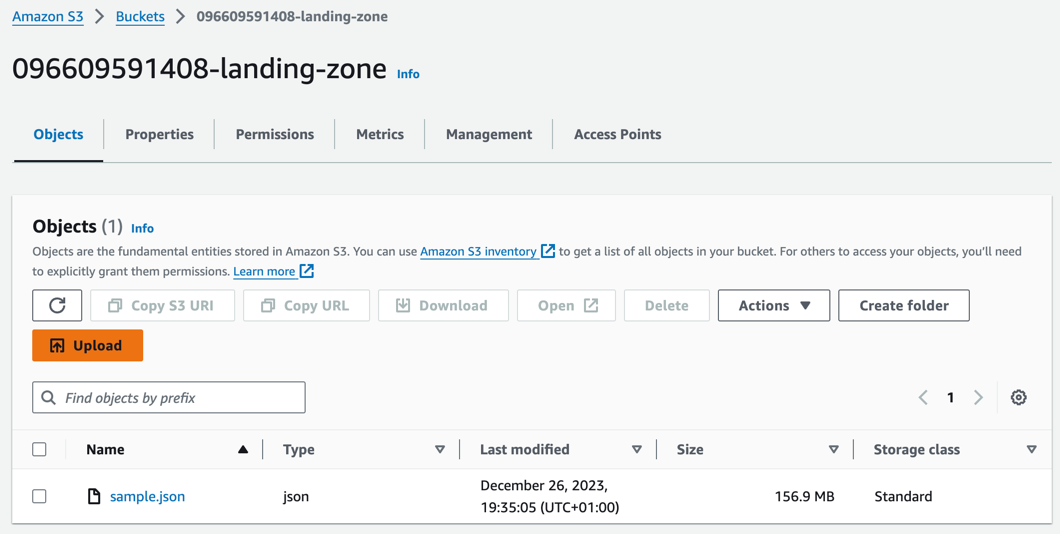 Amazon S3 > Buckets > 096609591408-landing-zone
096609591408-landing-zone Info
Objects Properties Permissions Metrics Management Access Points
Objects (1) Info
Objects are the fundamental entities stored in Amazon S3. You can use Amazon S3 inventory to get a list of all objects in your bucket. For others to access your objects, you'll need
to explicitly grant them permissions. Learn more
Copy S3 URI Copy URL Download Open Delete Actions Create folder
Upload
Find objects by prefix 1
Name Type Last modified Size Storage class
sample.json json December 26, 2023, 156.9 MB Standard
19:35:05 (UTC+01:00)